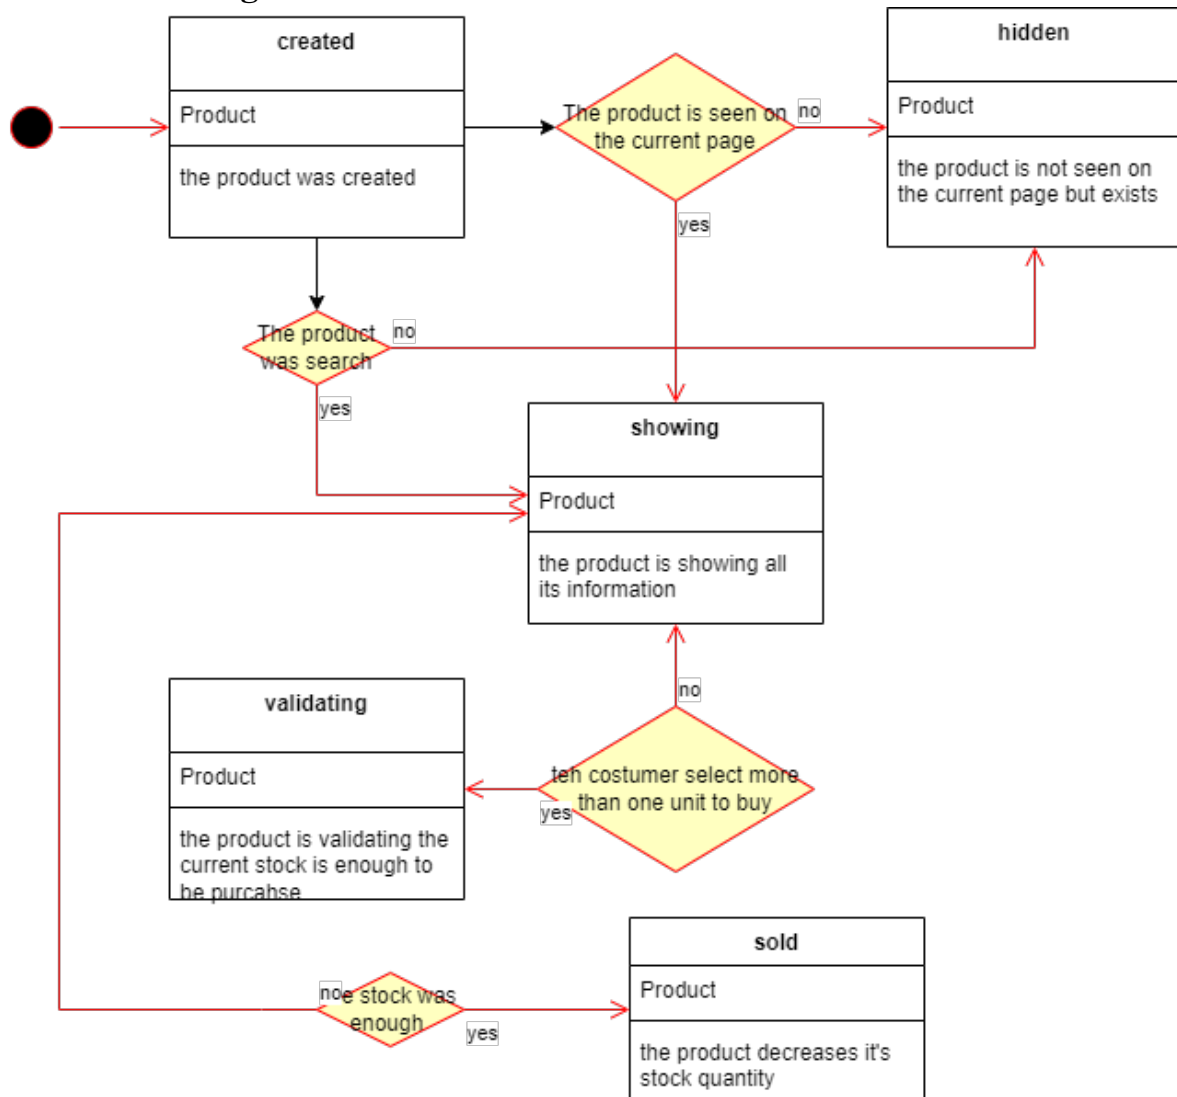 created
Product
the product was created
The product is seen on
the current page
no
yes
hidden
Product
the product is not seen on
the current page but exists
The product
was search
no
yes
showing
Product
the product is showing all
its information
no
teh costumer select more
than one unit to buy
yes
validating
Product
the product is validating the
current stock is enough to
be purcahse
no
e stock was
enough
yes
sold
Product
the product decreases it's
stock quantity